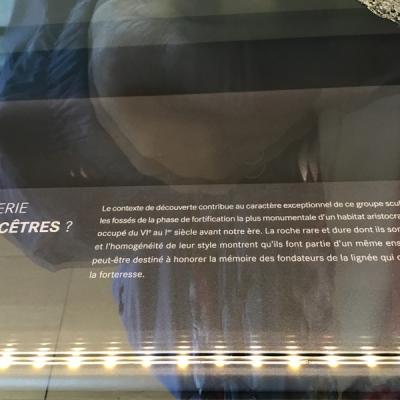 ERIE
CÊTRES ?
Le contexte de découverte contribue au caractère exceptionnel de ce groupe scul
les fossés de la phase de fortification la plus monumentale d'un habitat aristocra
occupé du VIe au Ier siècle avant notre ère. La roche rare et dure dont ils son
et l'homogénéité de leur style montrent qu'ils font partie d'un même ens
peut-être destiné à honorer la mémoire des fondateurs de la lignée qui o
la forteresse.